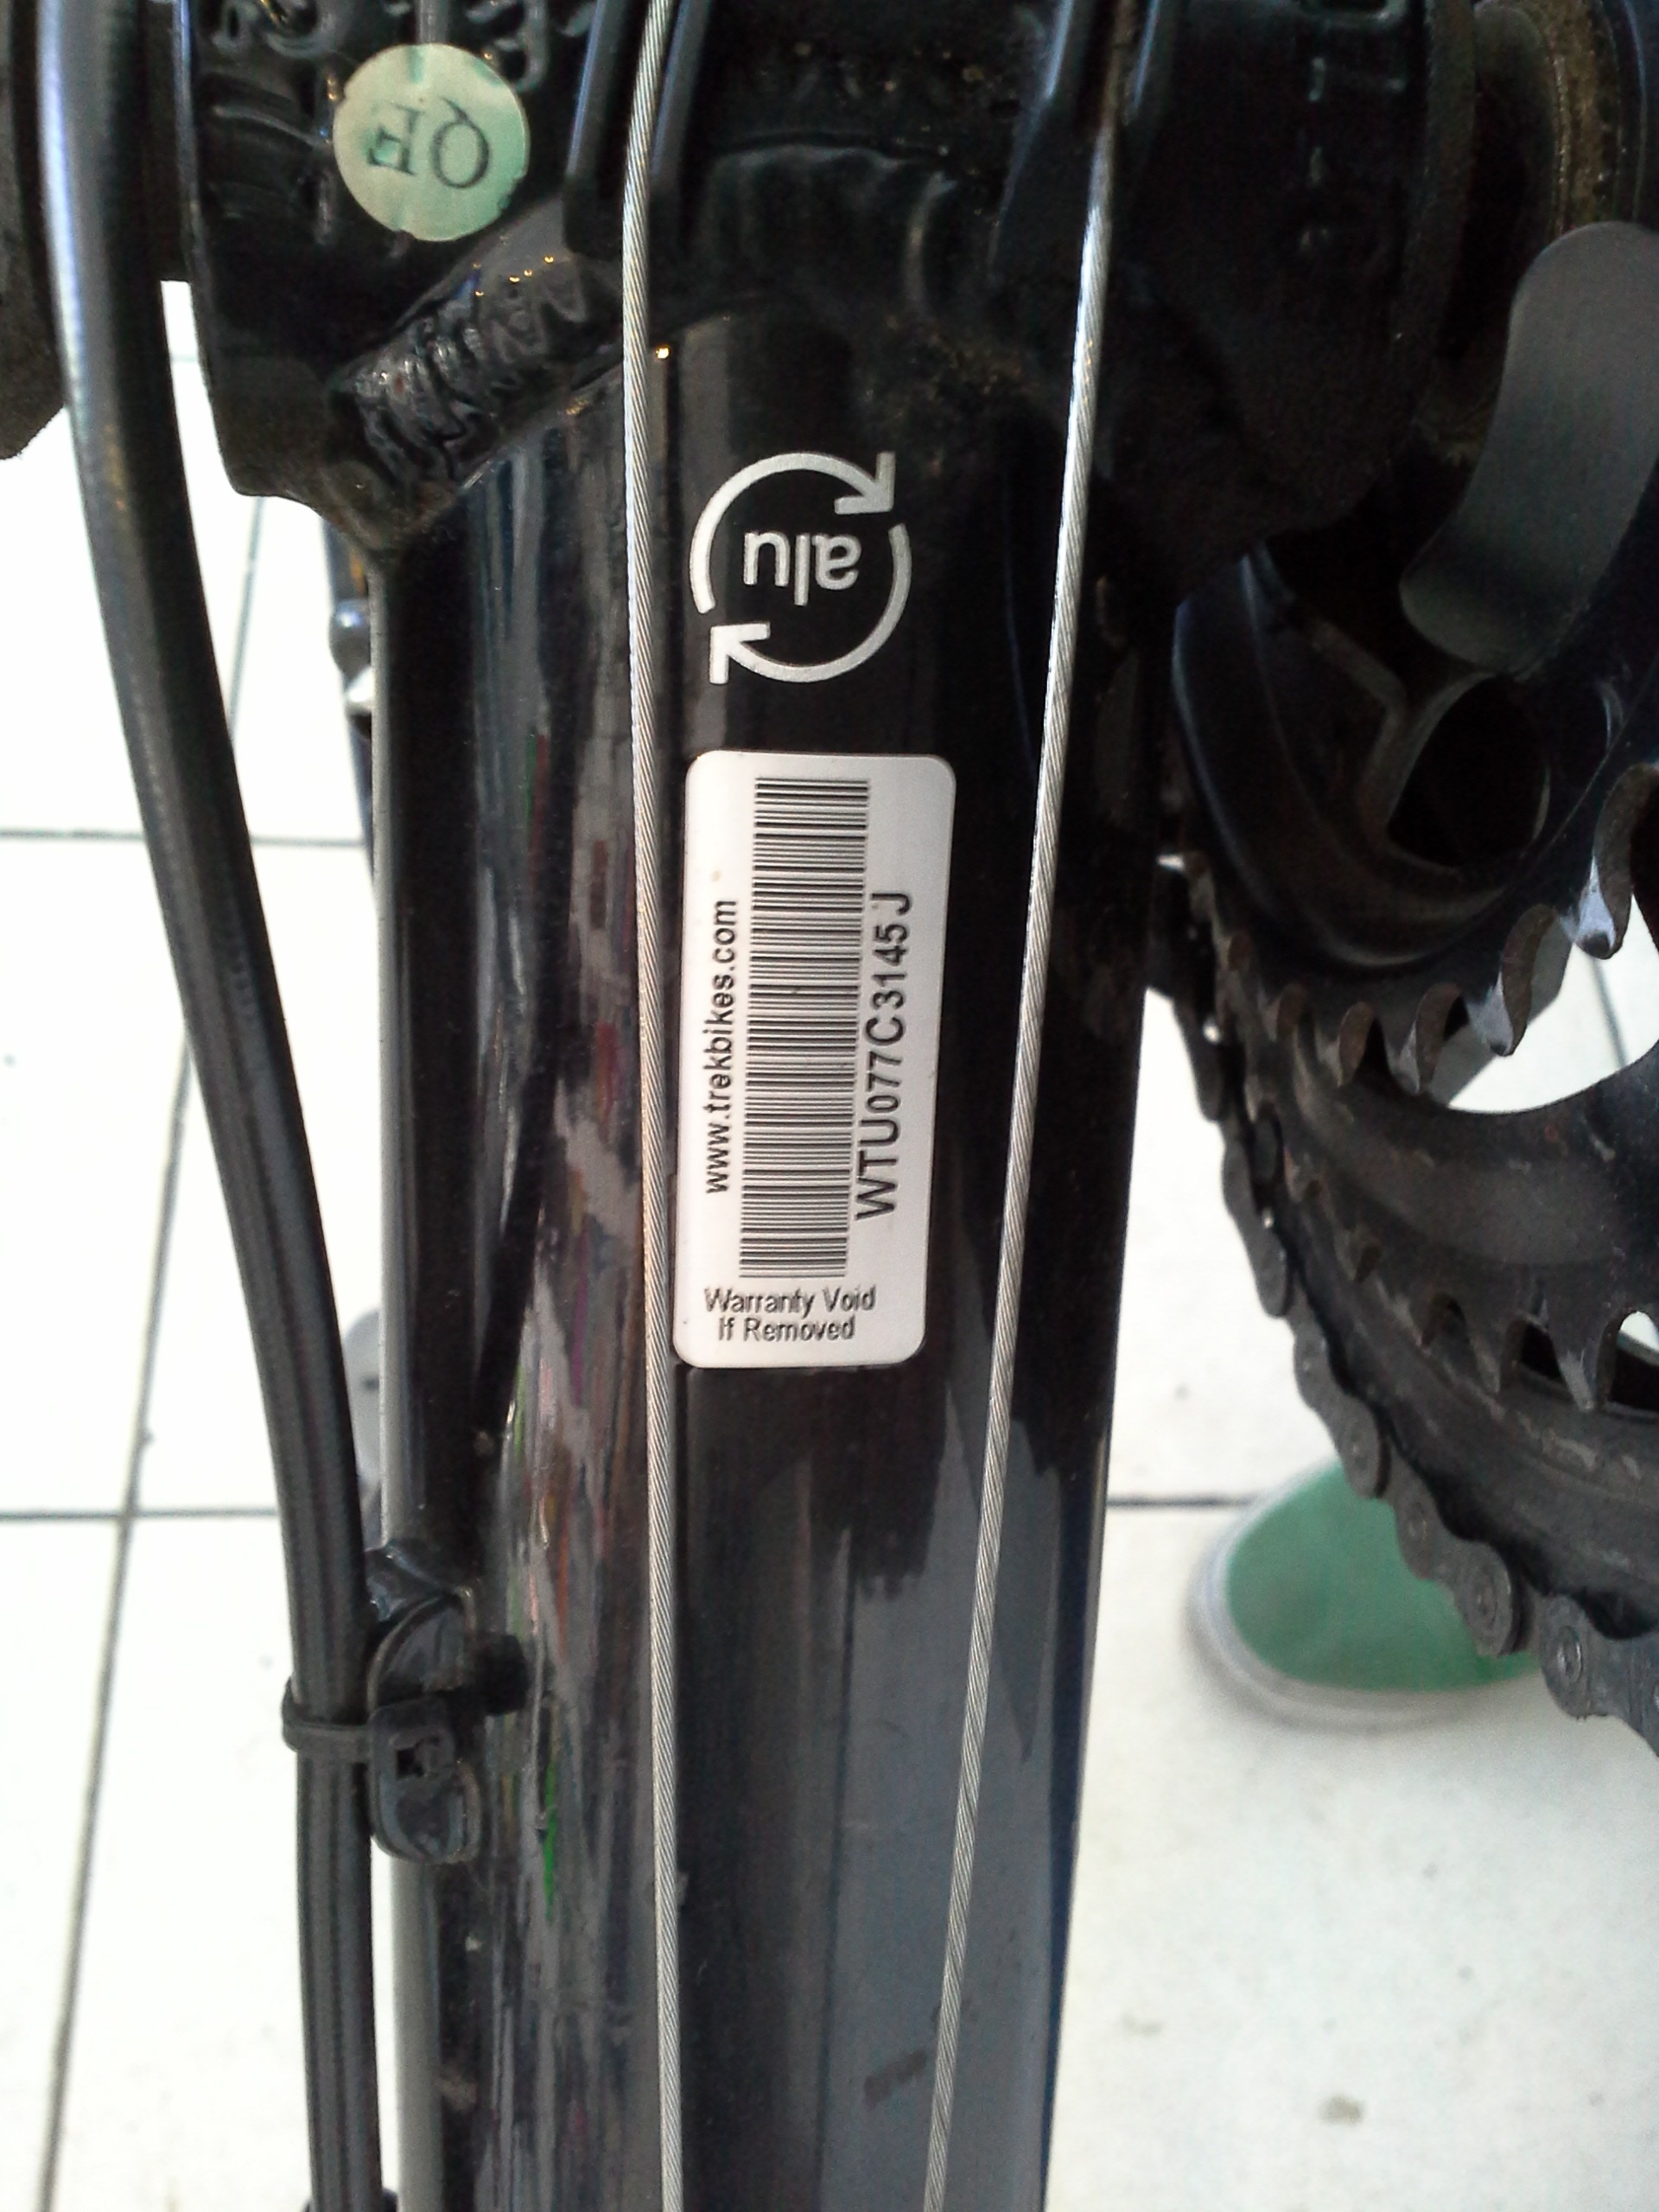 QF
alu
www.trekbikes.com
WTU077C3145J
Warranty Void
If Removed